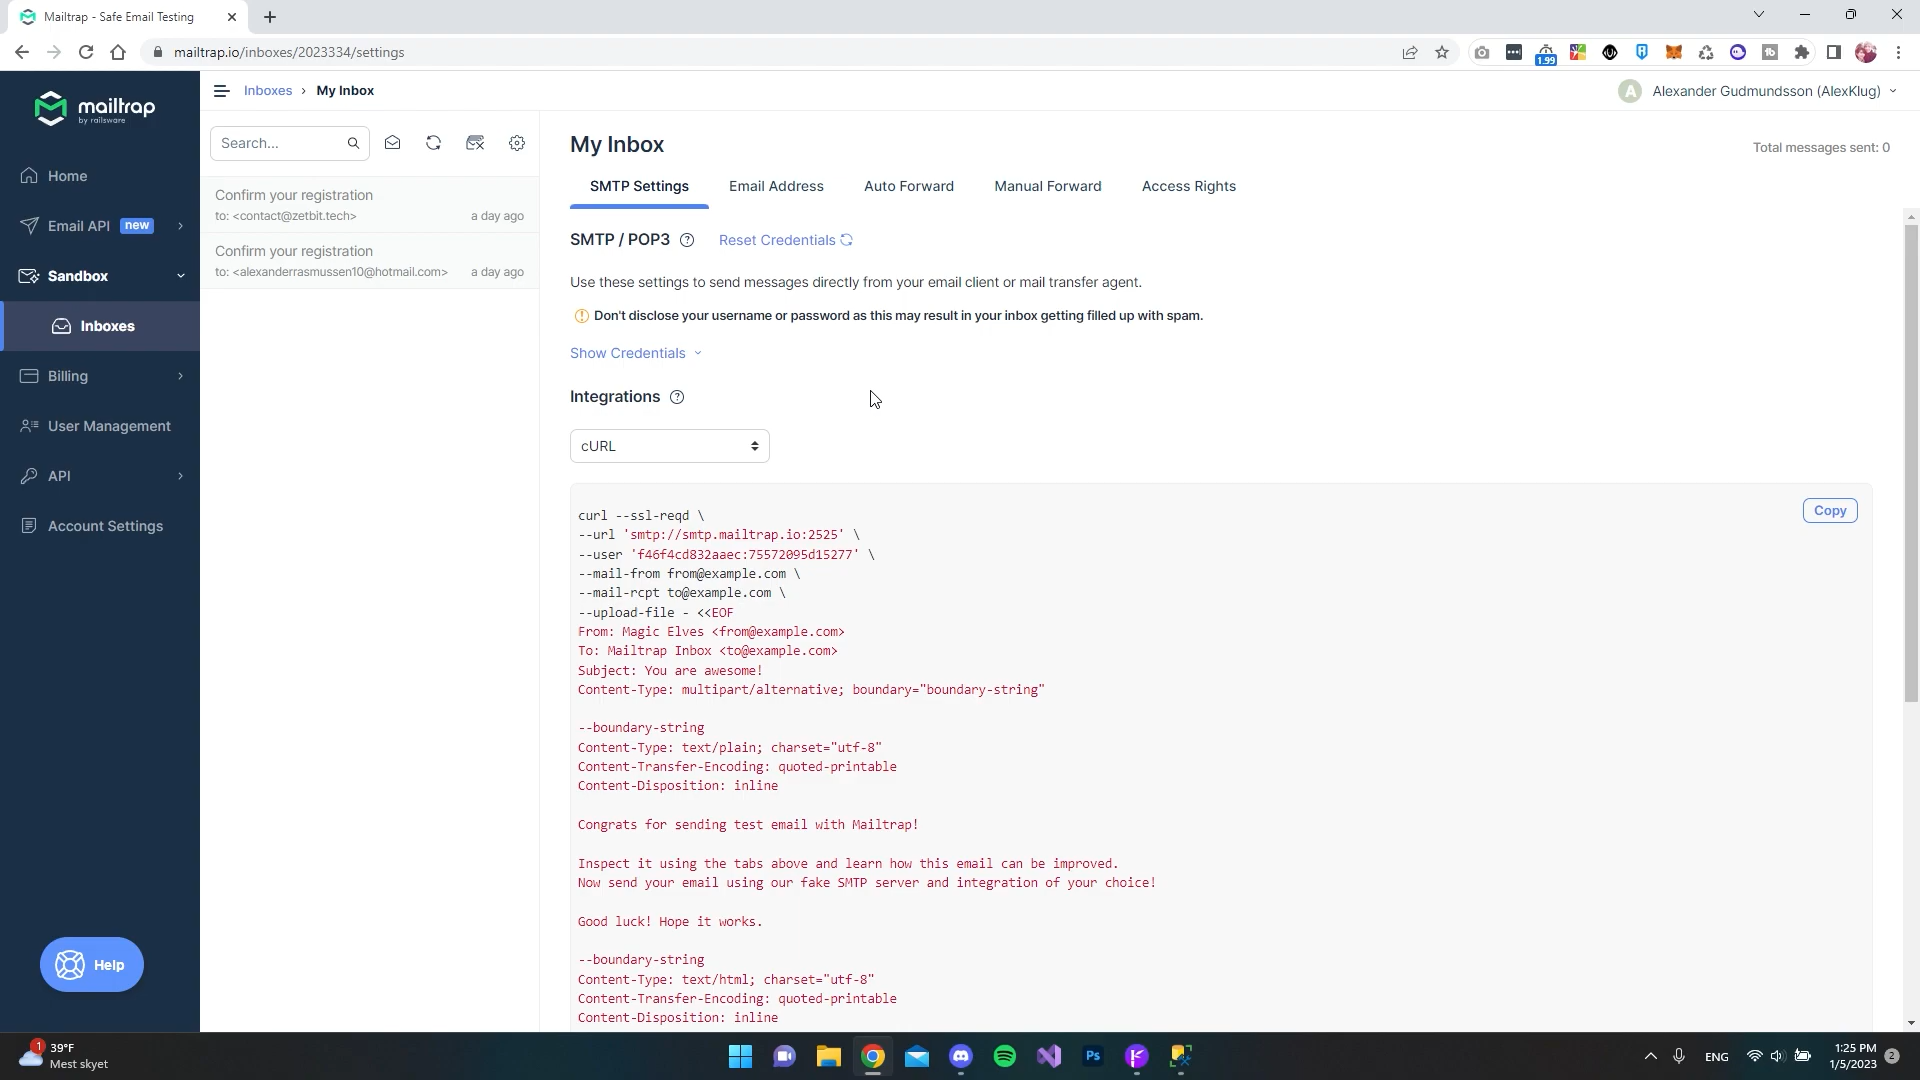 Mailtrap - Safe Email Testing
mailtrap.io/inboxes/2023334/settings
1.99
mailtrap
by railsware
Inboxes › My Inbox
A Alexander Gudmundsson (AlexKlug)
Home
Email API new
Sandbox
Inboxes
Billing
User Management
API
Account Settings
Help
Search...
Confirm your registration
to: <contact@zetbit.tech> a day ago
Confirm your registration
to: <alexanderrasmussen10@hotmail.com> a day ago
My Inbox
Total messages sent: 0
SMTP Settings Email Address Auto Forward Manual Forward Access Rights
SMTP / POP3 ? Reset Credentials
Use these settings to send messages directly from your email client or mail transfer agent.
Don't disclose your username or password as this may result in your inbox getting filled up with spam.
Show Credentials
Integrations ?
cURL
Copy
curl --ssl-reqd \
--url 'smtp://smtp.mailtrap.io:2525' \
--user 'f46f4cd832aaec:75572095d15277' \
--mail-from from@example.com \
--mail-rcpt to@example.com \
--upload-file - <<EOF
From: Magic Elves <from@example.com>
To: Mailtrap Inbox <to@example.com>
Subject: You are awesome!
Content-Type: multipart/alternative; boundary="boundary-string"
--boundary-string
Content-Type: text/plain; charset="utf-8"
Content-Transfer-Encoding: quoted-printable
Content-Disposition: inline
Congrats for sending test email with Mailtrap!
Inspect it using the tabs above and learn how this email can be improved.
Now send your email using our fake SMTP server and integration of your choice!
Good luck! Hope it works.
--boundary-string
Content-Type: text/html; charset="utf-8"
Content-Transfer-Encoding: quoted-printable
Content-Disposition: inline
1
39°F
Mest skyet
Ps
ENG
1:25 PM
1/5/2023
2